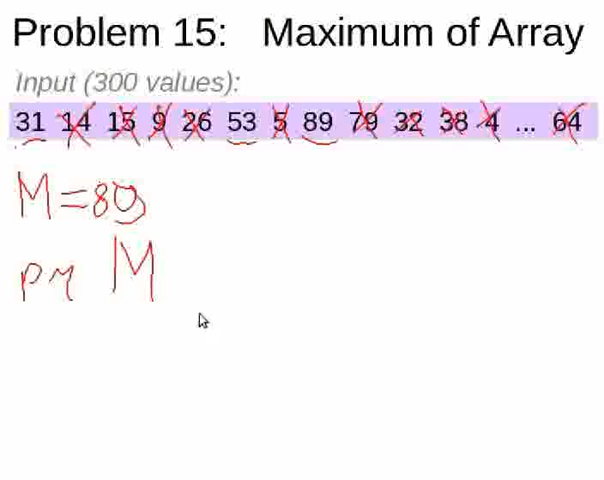 Problem 15: Maximum of Array
Input (300 values):
31 14 15 9 26 53 5 89 79 32 38 4 ... 64
M=89
M